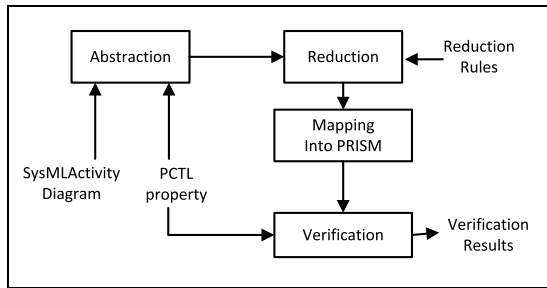 Abstraction
Reduction
Reduction
Rules
Mapping
Into PRISM
SysMLActivity
Diagram
PCTL
property
Verification
Verification
Results